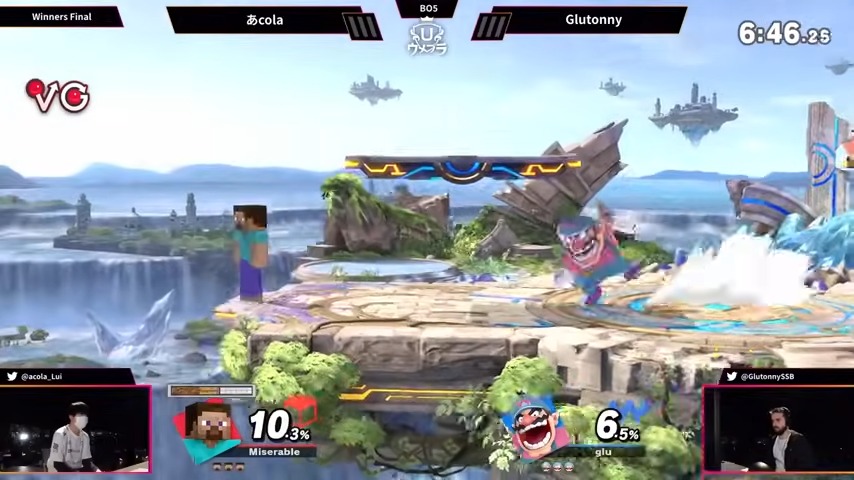 Winners Final
あcola
BO5
Glutonny
6:46.25
U
ウメブラ
VG
@acola_Lui
@GlutonnySSB
10.3%
Miserable
6.5%
glu